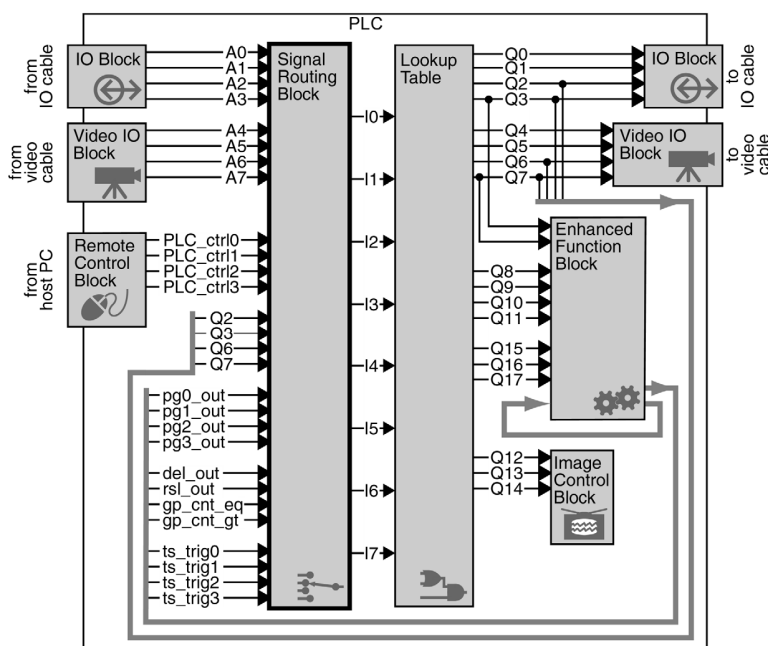 PLC
from
IO cable
IO Block
A0
A1
A2
A3
from
video
cable
Video IO
Block
A4
A5
A6
A7
from
host PC
Remote
Control
Block
PLC_ctrl0
PLC_ctrl1
PLC_ctrl2
PLC_ctrl3
Q2
Q3
Q6
Q7
pg0_out
pg1_out
pg2_out
pg3_out
del_out
rsl_out
gp_cnt_eq
gp_cnt_gt
ts_trig0
ts_trig1
ts_trig2
ts_trig3
Signal
Routing
Block
I0
I1
I2
I3
I4
I5
I6
I7
Lookup
Table
Q0
Q1
Q2
Q3
Q4
Q5
Q6
Q7
Q8
Q9
Q10
Q11
Q15
Q16
Q17
Q12
Q13
Q14
IO Block
to
IO cable
Video IO
Block
to
video cable
Enhanced
Function
Block
Image
Control
Block